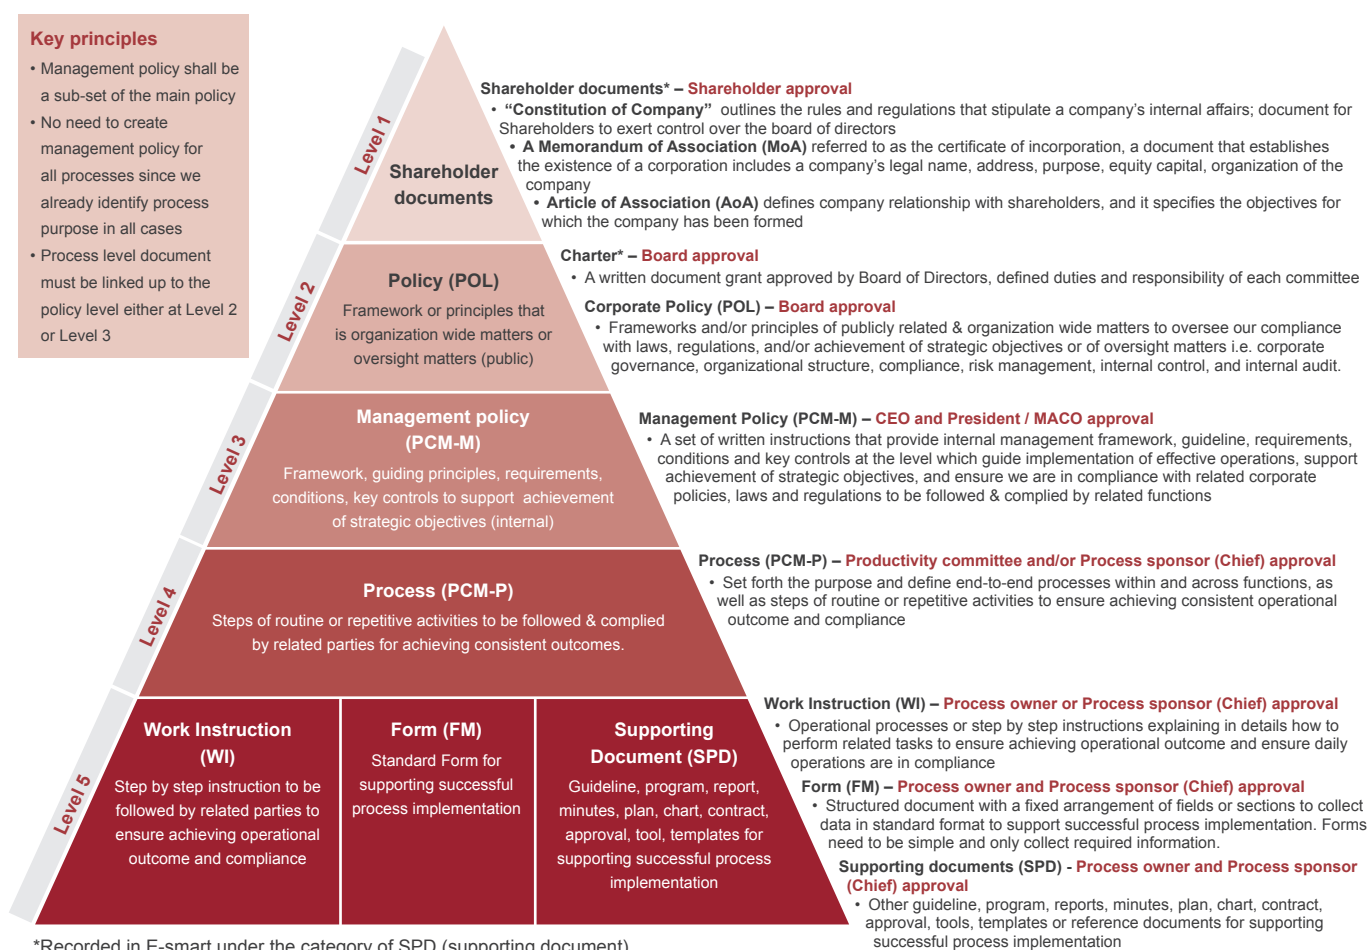 Key principles
• Management policy shall be
a sub-set of the main policy
• No need to create
management policy for
all processes since we
already identify process
purpose in all cases
• Process level document
must be linked up to the
policy level either at Level 2
or Level 3
Level 1
Shareholder
documents
Shareholder documents* – Shareholder approval
• “Constitution of Company” outlines the rules and regulations that stipulate a company’s internal affairs; document for
Shareholders to exert control over the board of directors
• A Memorandum of Association (MoA) referred to as the certificate of incorporation, a document that establishes
the existence of a corporation includes a company’s legal name, address, purpose, equity capital, organization of the
company
• Article of Association (AoA) defines company relationship with shareholders, and it specifies the objectives for
which the company has been formed
Level 2
Policy (POL)
Framework or principles that
is organization wide matters or
oversight matters (public)
Charter* – Board approval
• A written document grant approved by Board of Directors, defined duties and responsibility of each committee
Corporate Policy (POL) – Board approval
• Frameworks and/or principles of publicly related & organization wide matters to oversee our compliance
with laws, regulations, and/or achievement of strategic objectives or of oversight matters i.e. corporate
governance, organizational structure, compliance, risk management, internal control, and internal audit.
Level 3
Management policy
(PCM-M)
Framework, guiding principles, requirements,
conditions, key controls to support achievement
of strategic objectives (internal)
Management Policy (PCM-M) – CEO and President / MACO approval
• A set of written instructions that provide internal management framework, guideline, requirements,
conditions and key controls at the level which guide implementation of effective operations, support
achievement of strategic objectives, and ensure we are in compliance with related corporate
policies, laws and regulations to be followed & complied by related functions
Level 4
Process (PCM-P)
Steps of routine or repetitive activities to be followed & complied
by related parties for achieving consistent outcomes.
Process (PCM-P) – Productivity committee and/or Process sponsor (Chief) approval
• Set forth the purpose and define end-to-end processes within and across functions, as
well as steps of routine or repetitive activities to ensure achieving consistent operational
outcome and compliance
Level 5
Work Instruction
(WI)
Step by step instruction to be
followed by related parties to
ensure achieving operational
outcome and compliance
Form (FM)
Standard Form for
supporting successful
process implementation
Supporting
Document (SPD)
Guideline, program, report,
minutes, plan, chart, contract,
approval, tool, templates for
supporting successful process
implementation
Work Instruction (WI) – Process owner or Process sponsor (Chief) approval
• Operational processes or step by step instructions explaining in details how to
perform related tasks to ensure achieving operational outcome and ensure daily
operations are in compliance
Form (FM) – Process owner and Process sponsor (Chief) approval
• Structured document with a fixed arrangement of fields or sections to collect
data in standard format to support successful process implementation. Forms
need to be simple and only collect required information.
Supporting documents (SPD) - Process owner and Process sponsor
(Chief) approval
• Other guideline, program, reports, minutes, plan, chart, contract,
approval, tools, templates or reference documents for supporting
successful process implementation
*Recorded in E-smart under the category of SPD (supporting document)